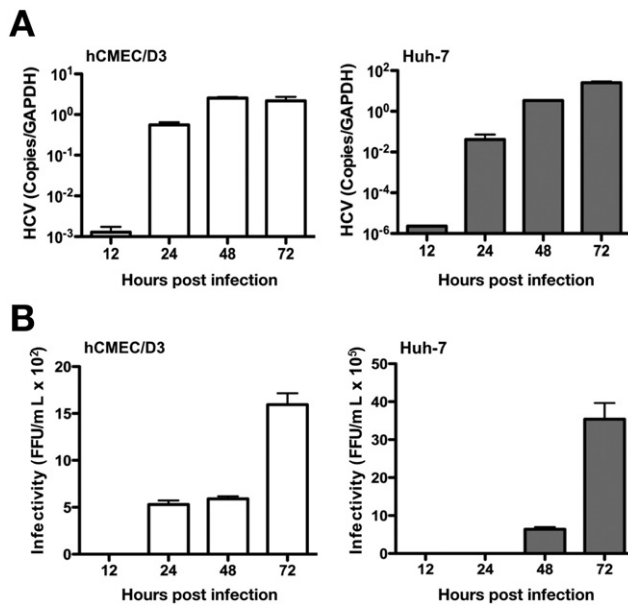 A
hCMEC/D3
HCV (Copies/GAPDH)
10¹
10⁰
10⁻¹
10⁻²
10⁻³
12 24 48 72
Hours post infection
Huh-7
HCV (Copies/GAPDH)
10²
10⁰
10⁻²
10⁻⁴
10⁻⁶
12 24 48 72
Hours post infection
B
hCMEC/D3
Infectivity (FFU/mL x 10²)
20
15
10
5
0
12 24 48 72
Hours post infection
Huh-7
Infectivity (FFU/mL x 10⁵)
50
40
30
20
10
0
12 24 48 72
Hours post infection